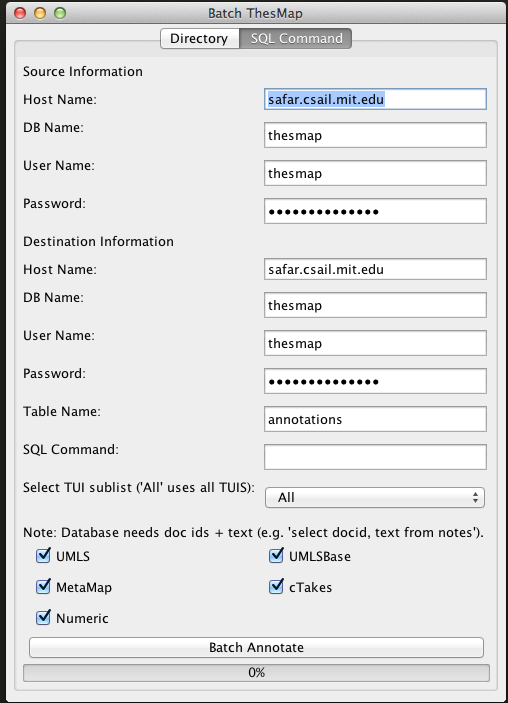 Batch ThesMap
Directory SQL Command
Source Information
Host Name: safar.csail.mit.edu
DB Name: thesmap
User Name: thesmap
Password: ••••••••••••••
Destination Information
Host Name: safar.csail.mit.edu
DB Name: thesmap
User Name: thesmap
Password: ••••••••••••••
Table Name: annotations
SQL Command:
Select TUI sublist ('All' uses all TUIS): All
Note: Database needs doc ids + text (e.g. 'select docid, text from notes').
UMLS UMLSBase
MetaMap cTakes
Numeric
Batch Annotate
0%